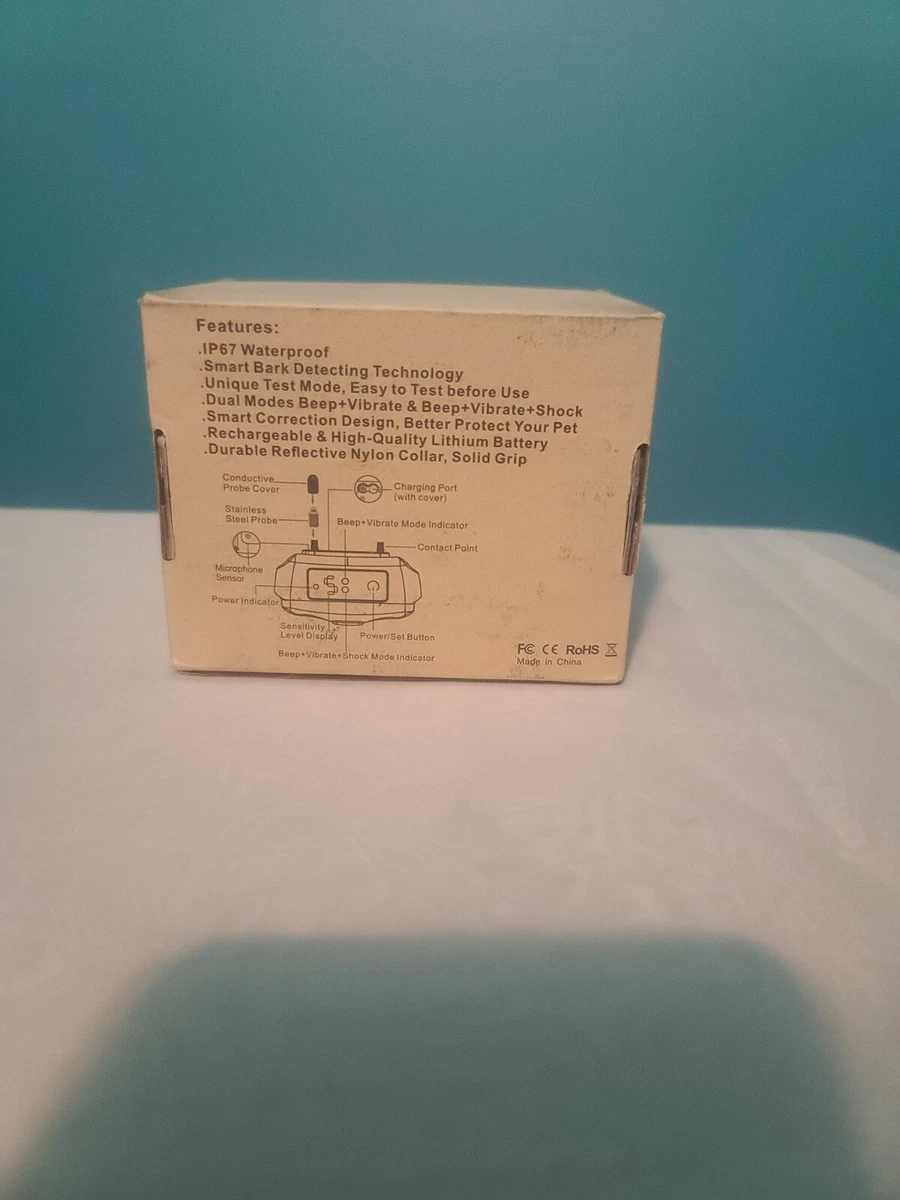 Features:
.IP67 Waterproof
.Smart Bark Detecting Technology
.Unique Test Mode, Easy to Test before Use
.Dual Modes Beep+Vibrate & Beep+Vibrate+Shock
.Smart Correction Design, Better Protect Your Pet
.Rechargeable & High-Quality Lithium Battery
.Durable Reflective Nylon Collar, Solid Grip
Conductive
Probe Cover
Charging Port
(with cover)
Stainless
Steel Probe
Beep+Vibrate Mode Indicator
Contact Point
Microphone
Sensor
5
Power Indicator
Sensitivity
Level Display
Power/Set Button
Beep+Vibrate+Shock Mode Indicator
FC CE RoHS
Made in China